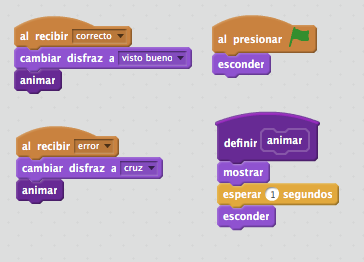 al recibir correcto
cambiar disfraz a visto bueno
animar
al presionar
esconder
al recibir error
cambiar disfraz a cruz
animar
definir animar
mostrar
esperar 1 segundos
esconder